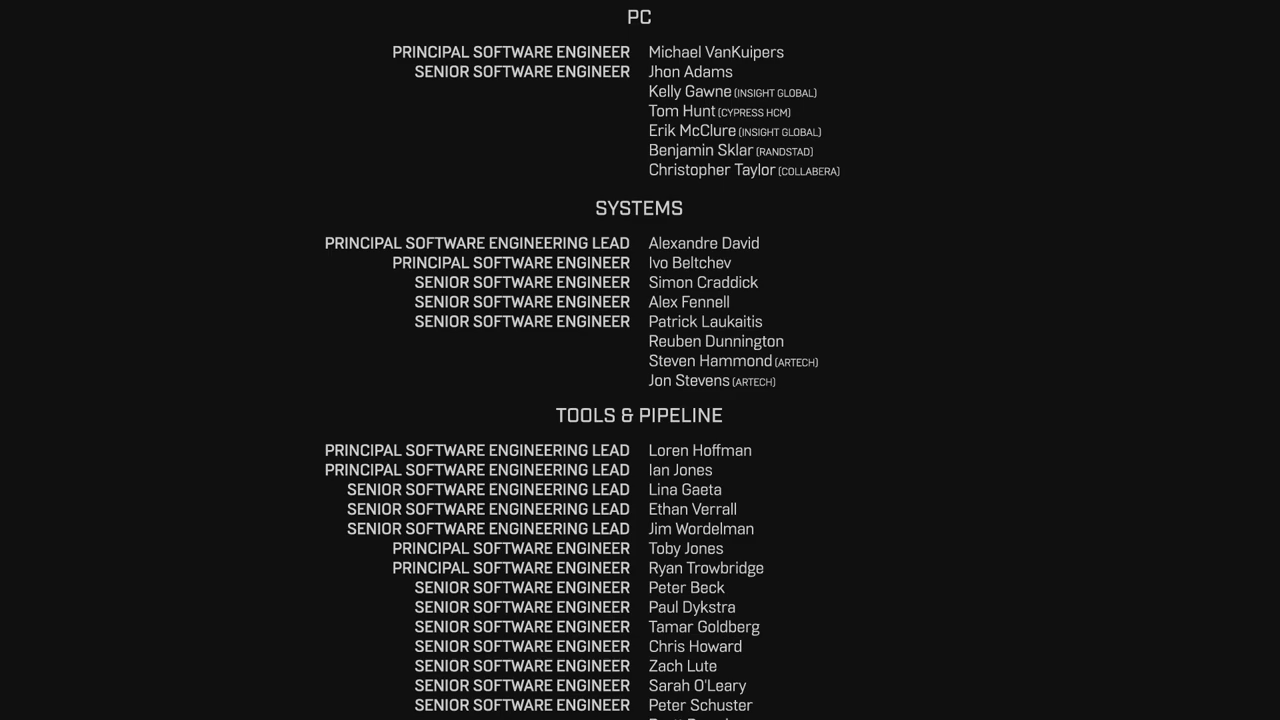 PC
PRINCIPAL SOFTWARE ENGINEER Michael VanKuipers
SENIOR SOFTWARE ENGINEER Jhon Adams
Kelly Gawne (INSIGHT GLOBAL)
Tom Hunt (CYPRESS HCM)
Erik McClure (INSIGHT GLOBAL)
Benjamin Sklar (RANDSTAD)
Christopher Taylor (COLLABERA)
SYSTEMS
PRINCIPAL SOFTWARE ENGINEERING LEAD Alexandre David
PRINCIPAL SOFTWARE ENGINEER Ivo Beltchev
SENIOR SOFTWARE ENGINEER Simon Craddick
SENIOR SOFTWARE ENGINEER Alex Fennell
SENIOR SOFTWARE ENGINEER Patrick Laukaitis
Reuben Dunnington
Steven Hammond (ARTECH)
Jon Stevens (ARTECH)
TOOLS & PIPELINE
PRINCIPAL SOFTWARE ENGINEERING LEAD Loren Hoffman
PRINCIPAL SOFTWARE ENGINEERING LEAD Ian Jones
SENIOR SOFTWARE ENGINEERING LEAD Lina Gaeta
SENIOR SOFTWARE ENGINEERING LEAD Ethan Verrall
SENIOR SOFTWARE ENGINEERING LEAD Jim Wordelman
PRINCIPAL SOFTWARE ENGINEER Toby Jones
PRINCIPAL SOFTWARE ENGINEER Ryan Trowbridge
SENIOR SOFTWARE ENGINEER Peter Beck
SENIOR SOFTWARE ENGINEER Paul Dykstra
SENIOR SOFTWARE ENGINEER Tamar Goldberg
SENIOR SOFTWARE ENGINEER Chris Howard
SENIOR SOFTWARE ENGINEER Zach Lute
SENIOR SOFTWARE ENGINEER Sarah O'Leary
SENIOR SOFTWARE ENGINEER Peter Schuster